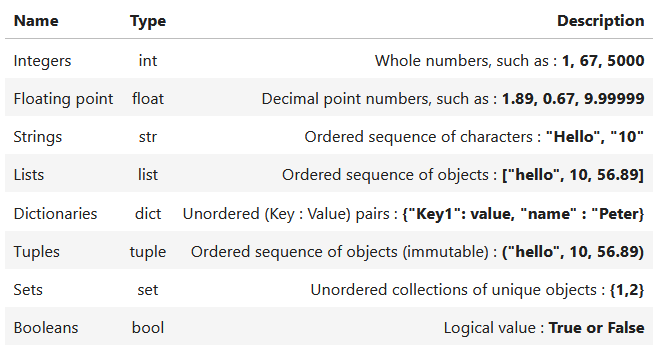 Name Type Description
Integers int Whole numbers, such as : 1, 67, 5000
Floating point float Decimal point numbers, such as : 1.89, 0.67, 9.99999
Strings str Ordered sequence of characters : "Hello", "10"
Lists list Ordered sequence of objects : ["hello", 10, 56.89]
Dictionaries dict Unordered (Key : Value) pairs : {"Key1": value, "name" : "Peter}
Tuples tuple Ordered sequence of objects (immutable) : ("hello", 10, 56.89)
Sets set Unordered collections of unique objects : {1,2}
Booleans bool Logical value : True or False